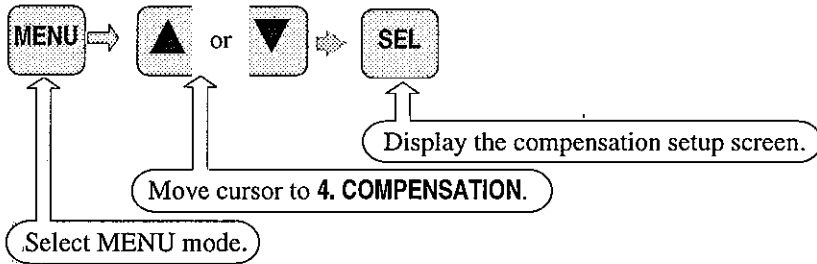 MENU or SEL
Display the compensation setup screen.
Move cursor to 4. COMPENSATION.
Select MENU mode.